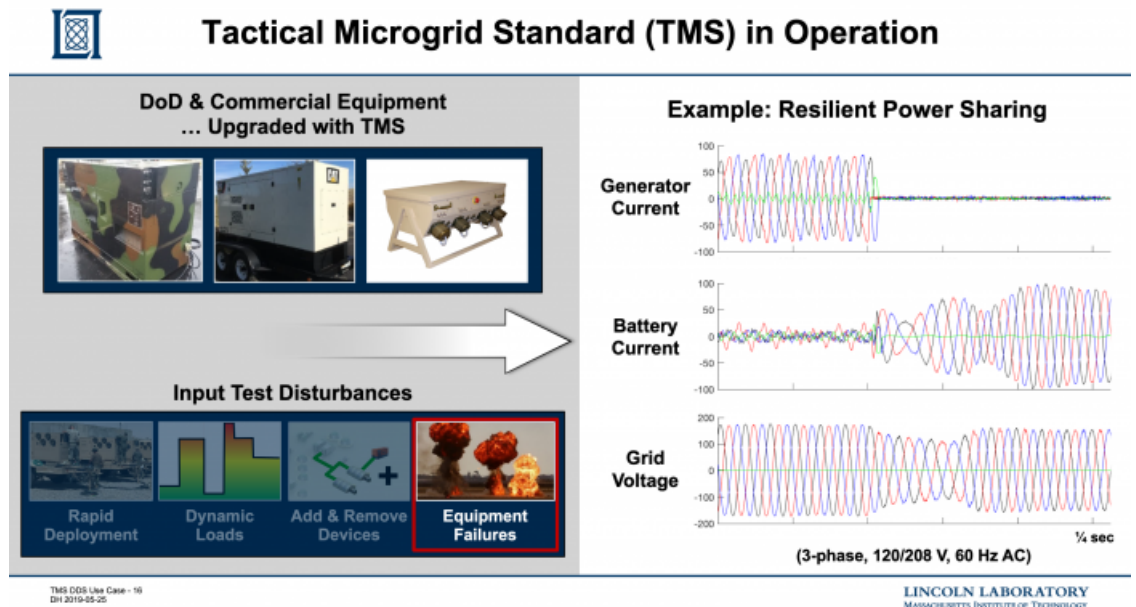 Tactical Microgrid Standard (TMS) in Operation
DoD & Commercial Equipment
... Upgraded with TMS
CAT
Input Test Disturbances
Rapid
Deployment
Dynamic
Loads
Add & Remove
Devices
+
Equipment
Failures
Example: Resilient Power Sharing
Generator
Current
100
50
0
-50
-100
Battery
Current
100
50
0
-50
-100
Grid
Voltage
200
100
0
-100
-200
¼ sec
(3-phase, 120/208 V, 60 Hz AC)
TMS DDS Use Case - 16
DH 2019-05-25
LINCOLN LABORATORY
MASSACHUSETTS INSTITUTE OF TECHNOLOGY